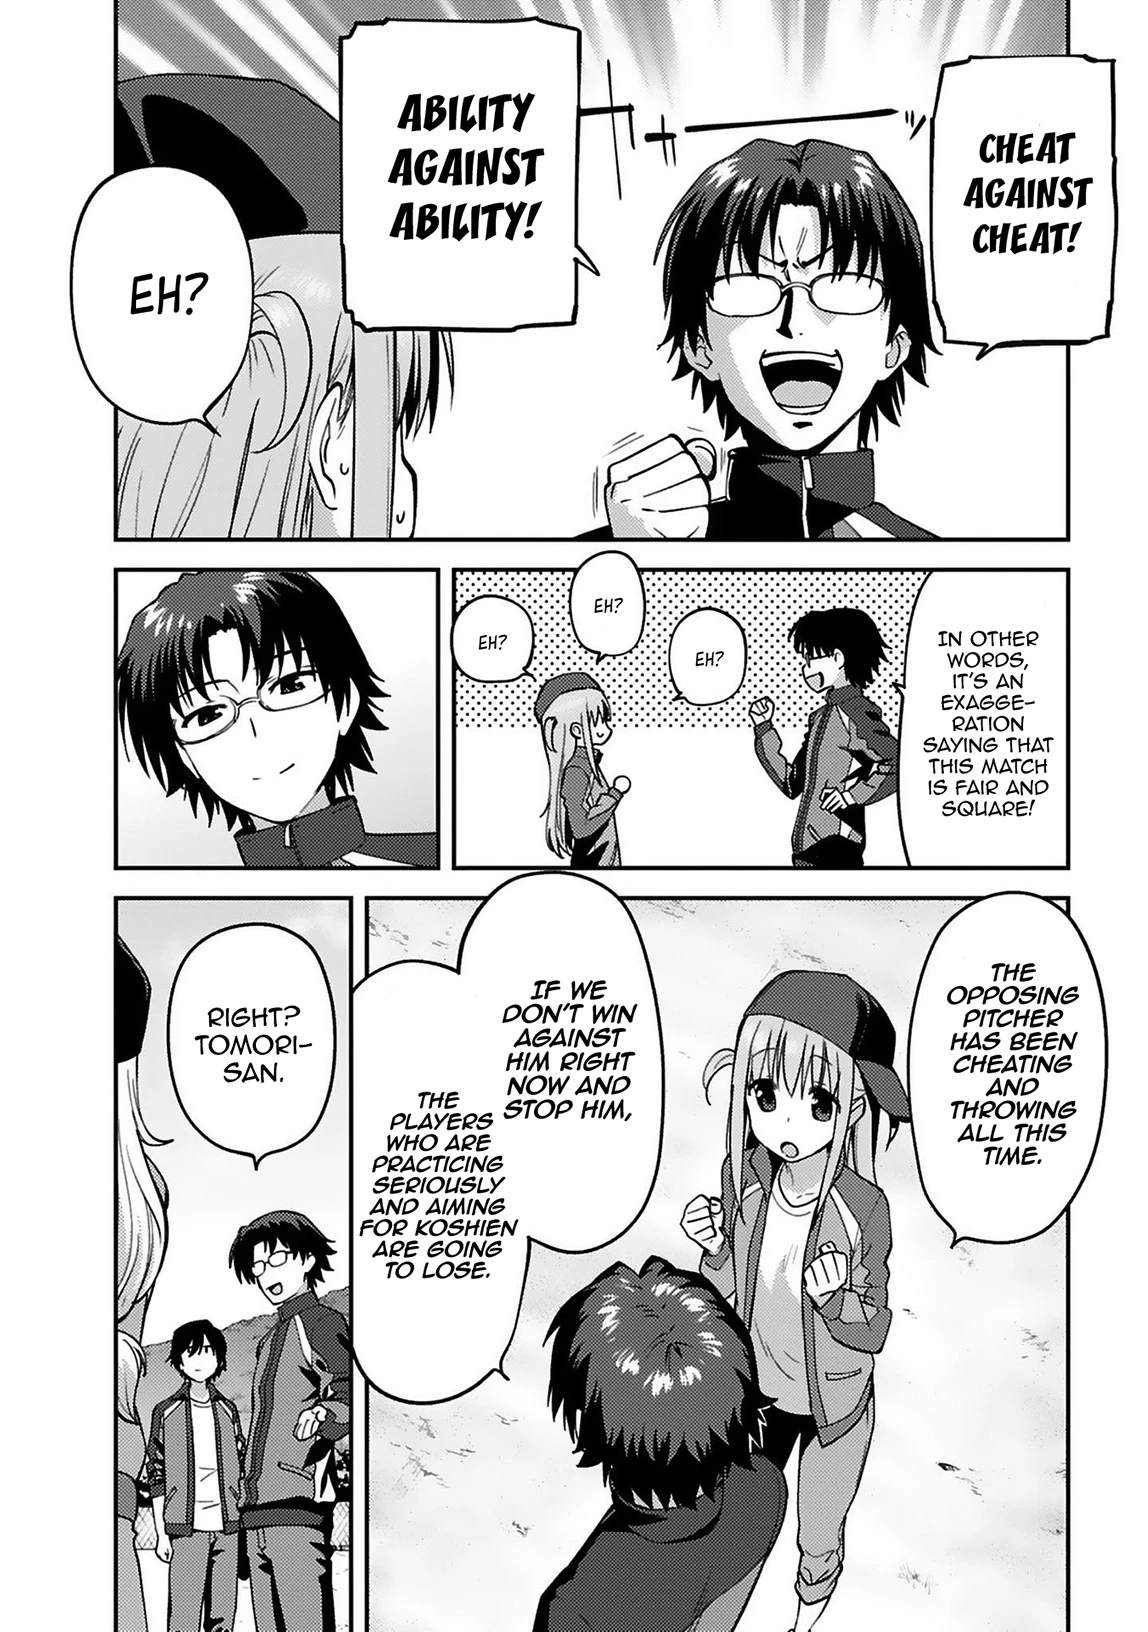 CHEAT
AGAINST
CHEAT!
ABILITY
AGAINST
ABILITY!
EH?
IN OTHER
WORDS,
IT'S AN
EXAGGE-
RATION
SAYING THAT
THIS MATCH
IS FAIR AND
SQUARE!
EH?
EH?
EH?
THE
OPPOSING
PITCHER
HAS BEEN
CHEATING
AND
THROWING
ALL THIS
TIME.
IF WE
DON'T WIN
AGAINST
HIM RIGHT
NOW AND
STOP HIM,
THE
PLAYERS
WHO ARE
PRACTICING
SERIOUSLY
AND AIMING
FOR KOSHIEN
ARE GOING
TO LOSE.
RIGHT?
TOMORI-
SAN.